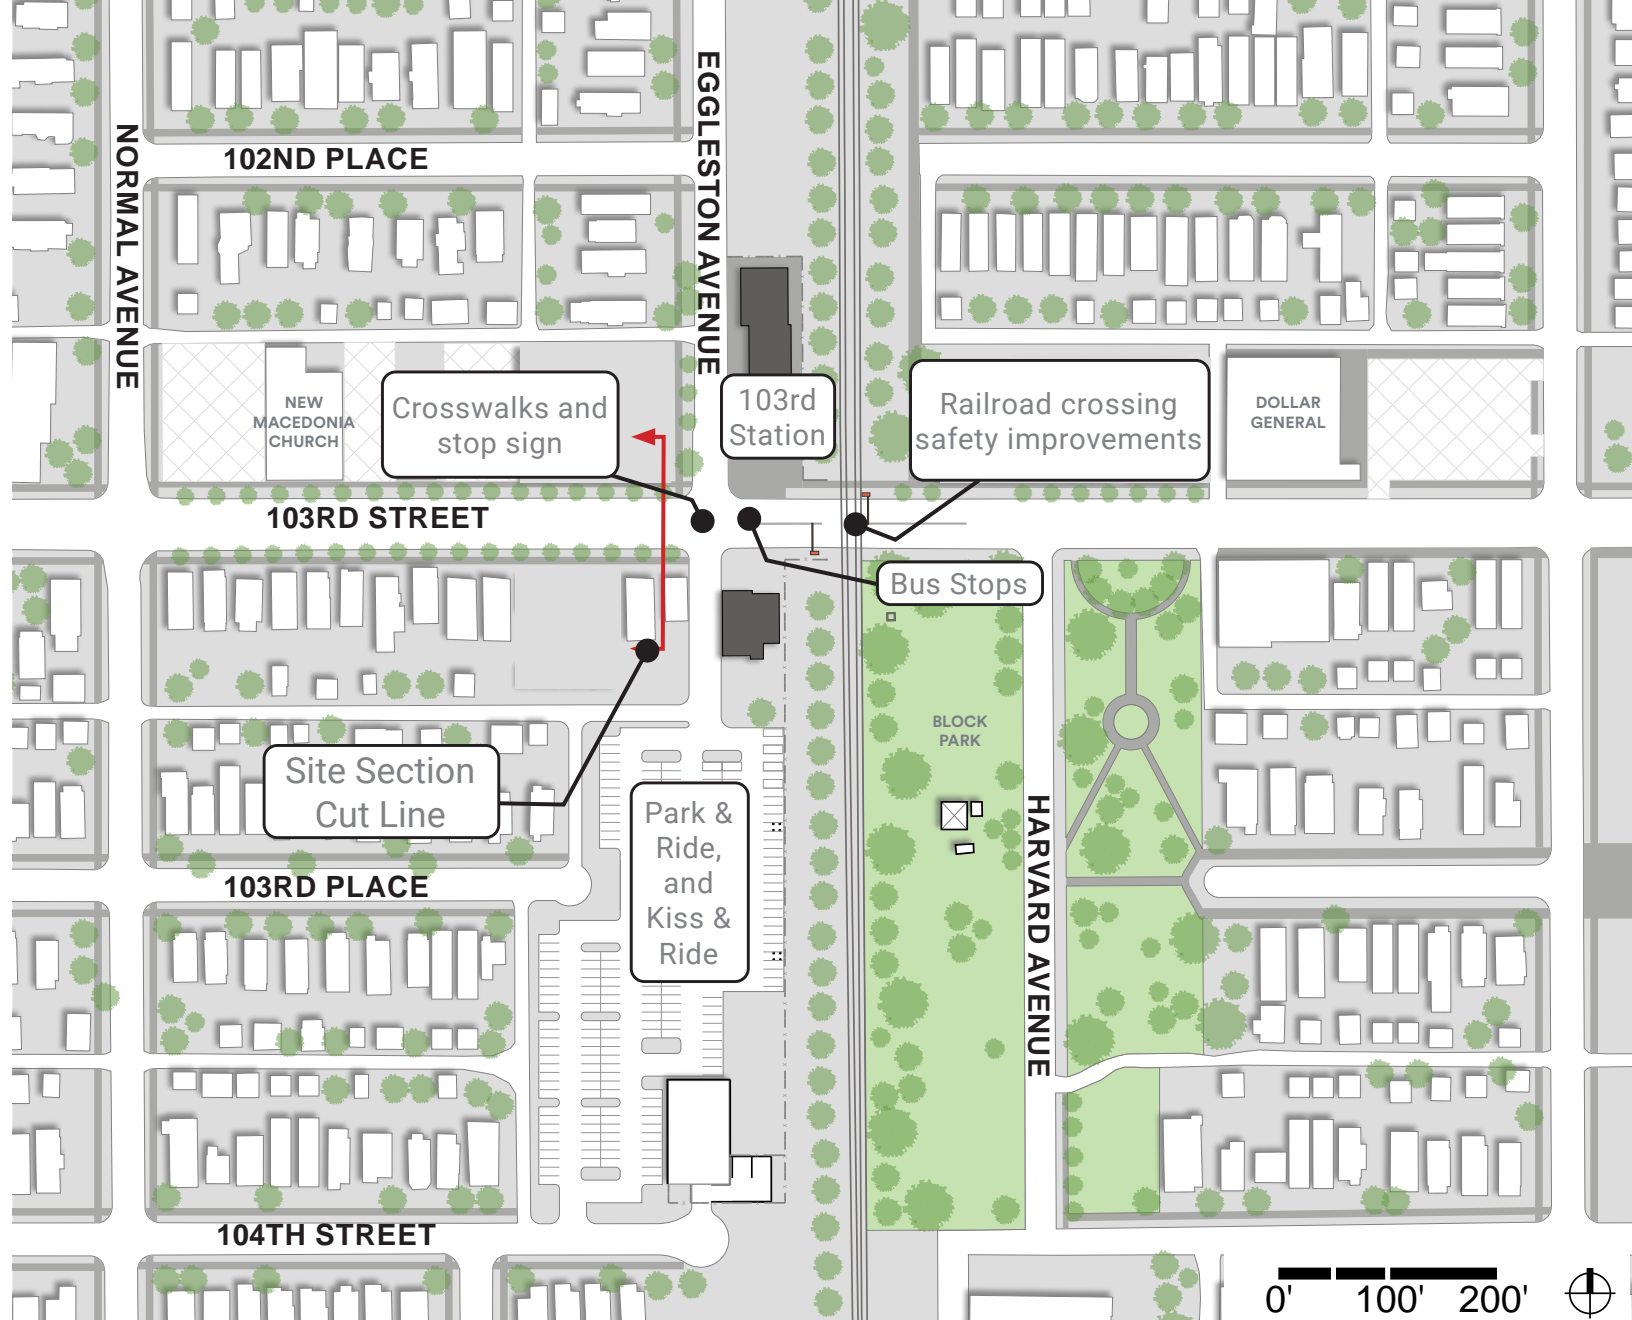 EGGLESTON AVENUE
NORMAL AVENUE
102ND PLACE
NEW
MACEDONIA
CHURCH
Crosswalks and
stop sign
103rd
Station
Railroad crossing
safety improvements
DOLLAR
GENERAL
103RD STREET
Bus Stops
BLOCK
PARK
Site Section
Cut Line
Park &
Ride,
and
Kiss &
Ride
HARVARD AVENUE
103RD PLACE
104TH STREET
0' 100' 200'